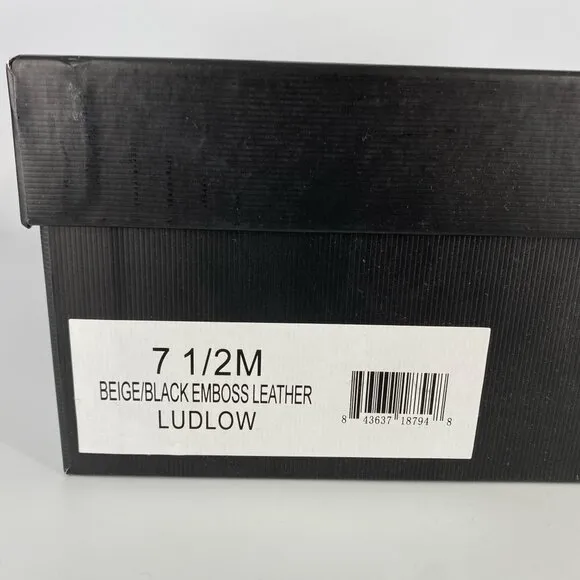 7 1/2M
BEIGE/BLACK EMBOSS LEATHER
LUDLOW
8 43637 18794 8